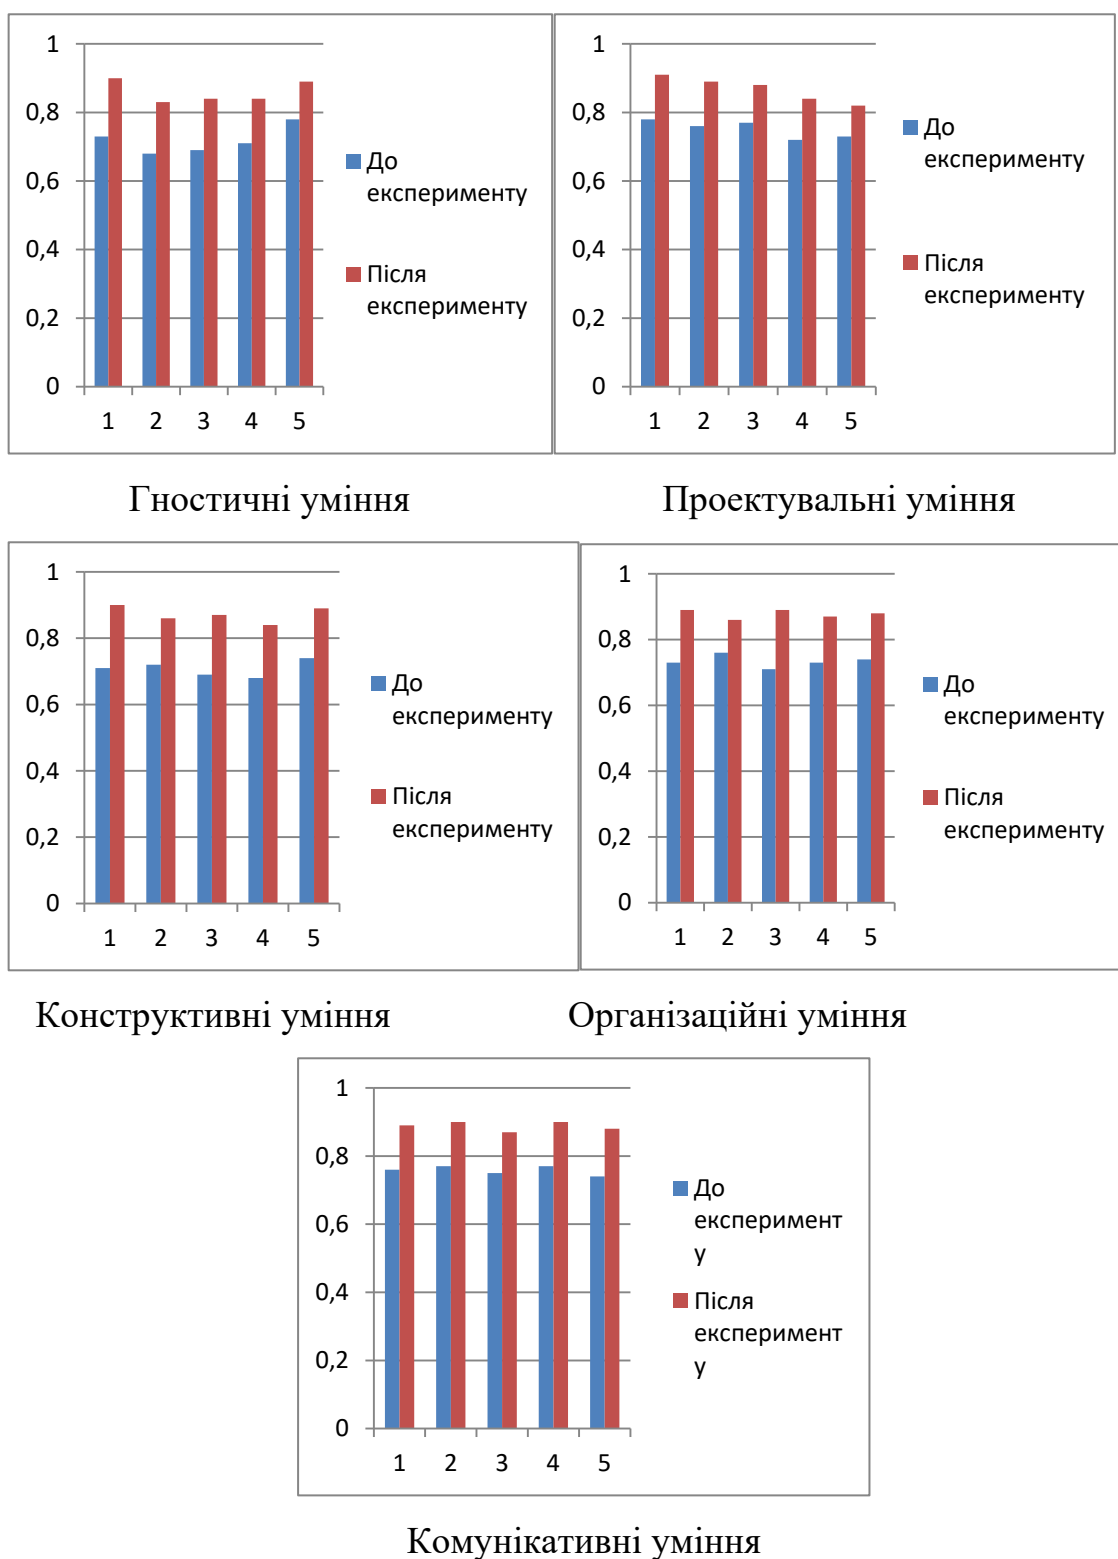 1
0,8
0,6
0,4
0,2
0
1 2 3 4 5
До
експерименту
Після
експерименту
1
0,8
0,6
0,4
0,2
0
1 2 3 4 5
До
експерименту
Після
експерименту
Гностичні уміння
Проектувальні уміння
1
0,8
0,6
0,4
0,2
0
1 2 3 4 5
До
експерименту
Після
експерименту
1
0,8
0,6
0,4
0,2
0
1 2 3 4 5
До
експерименту
Після
експерименту
Конструктивні уміння
Організаційні уміння
1
0,8
0,6
0,4
0,2
0
1 2 3 4 5
До
експеримент
у
Після
експеримент
у
Комунікативні уміння